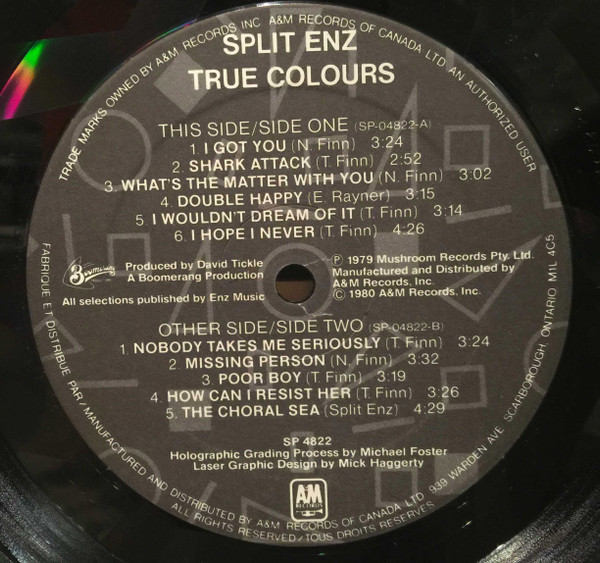 TRADE MARKS OWNED BY A&M RECORDS INC A&M RECORDS OF CANADA LTD AN AUTHORIZED USER
SPLIT ENZ
TRUE COLOURS
THIS SIDE/SIDE ONE (SP-04822-A)
1. I GOT YOU (N. Finn) 3:24
2. SHARK ATTACK (T. Finn) 2:52
3. WHAT'S THE MATTER WITH YOU (N. Finn) 3:02
4. DOUBLE HAPPY (E. Rayner) 3:15
5. I WOULDN'T DREAM OF IT (T. Finn) 3:14
6. I HOPE I NEVER (T. Finn) 4:26
Boomerang
Produced by David Tickle
A Boomerang Production
All selections published by Enz Music
℗ 1979 Mushroom Records Pty. Ltd.
Manufactured and Distributed by
A&M Records, Inc.
© 1980 A&M Records, Inc.
OTHER SIDE/SIDE TWO (SP-04822-B)
1. NOBODY TAKES ME SERIOUSLY (T. Finn) 3:24
2. MISSING PERSON (N. Finn) 3:32
3. POOR BOY (T. Finn) 3:19
4. HOW CAN I RESIST HER (T. Finn) 3:26
5. THE CHORAL SEA (Split Enz) 4:29
SP 4822
Holographic Grading Process by Michael Foster
Laser Graphic Design by Mick Haggerty
AM
RECORDS
FABRIQUE ET DISTRIBUE PAR/MANUFACTURED AND DISTRIBUTED BY A&M RECORDS OF CANADA LTD 939 WARDEN AVE SCARBOROUGH ONTARIO M1L 4C5
ALL RIGHTS RESERVED/TOUS DROITS RESERVES